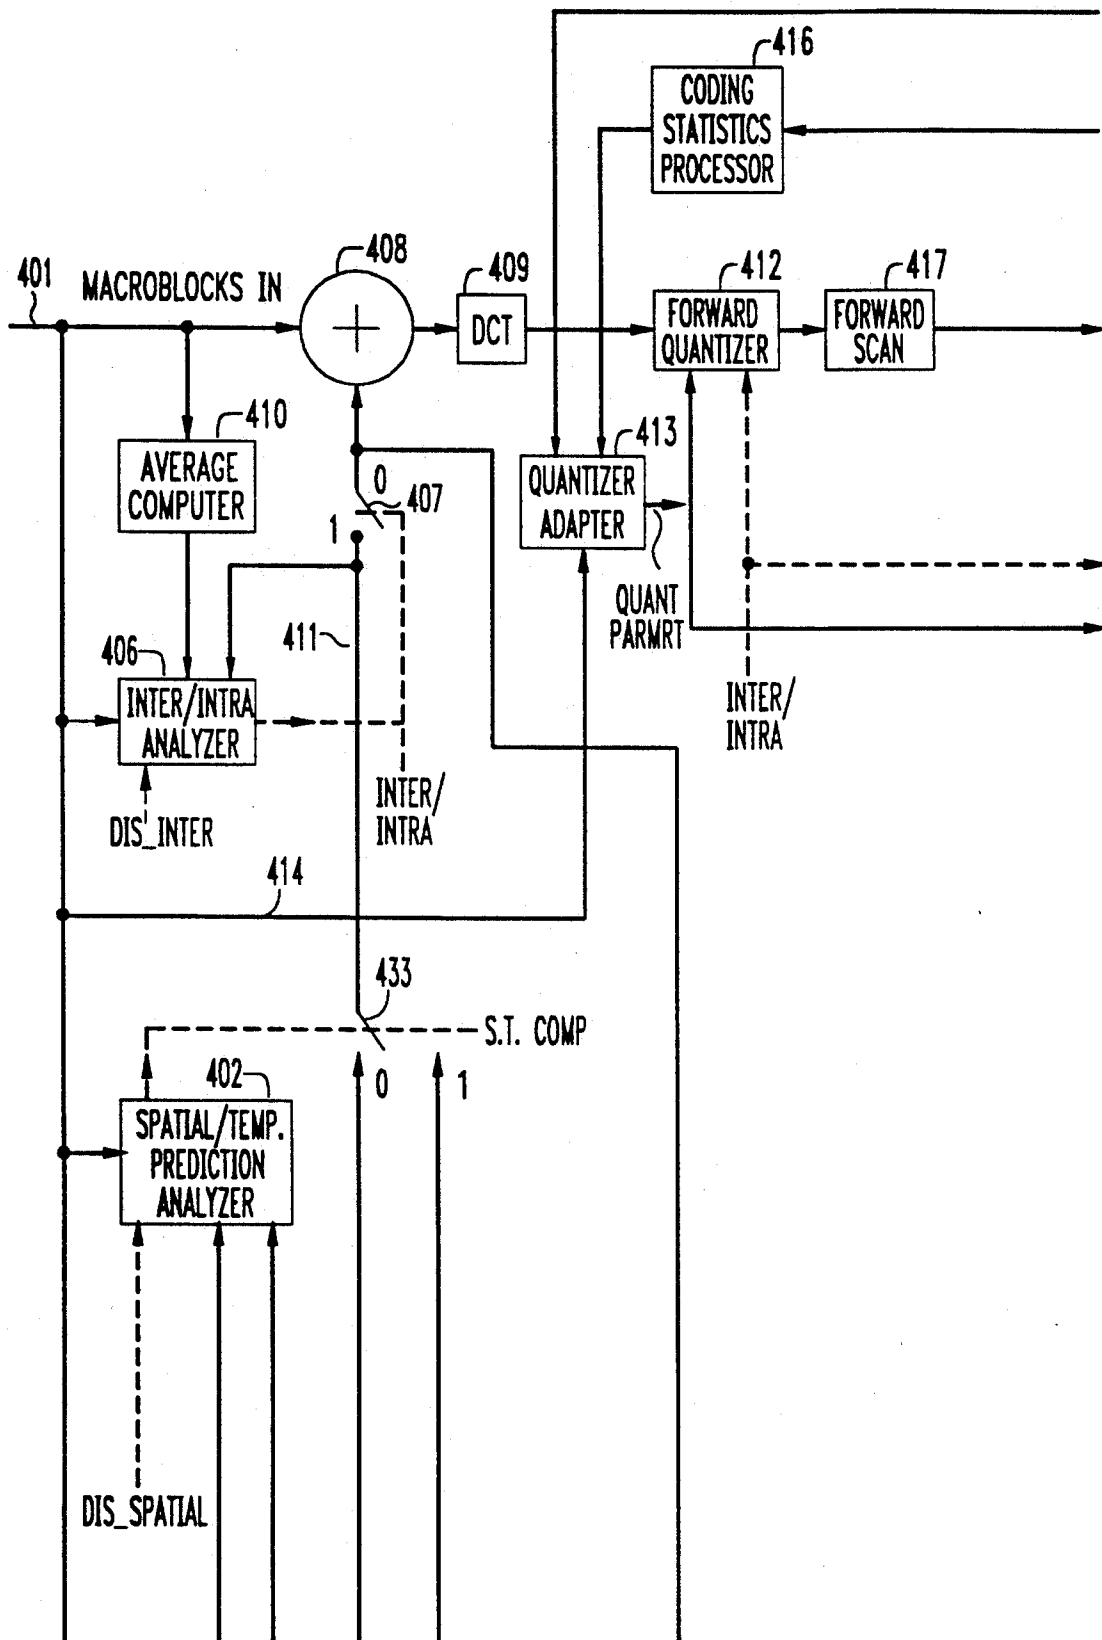 416
CODING
STATISTICS
PROCESSOR
401
MACROBLOCKS IN
408
409
DCT
412
FORWARD
QUANTIZER
417
FORWARD
SCAN
410
AVERAGE
COMPUTER
0
407
1
413
QUANTIZER
ADAPTER
QUANT
PARMRT
411
406
INTER/INTRA
ANALYZER
DIS_INTER
INTER/
INTRA
INTER/
INTRA
414
433
S.T. COMP
0
1
402
SPATIAL/TEMP.
PREDICTION
ANALYZER
DIS_SPATIAL